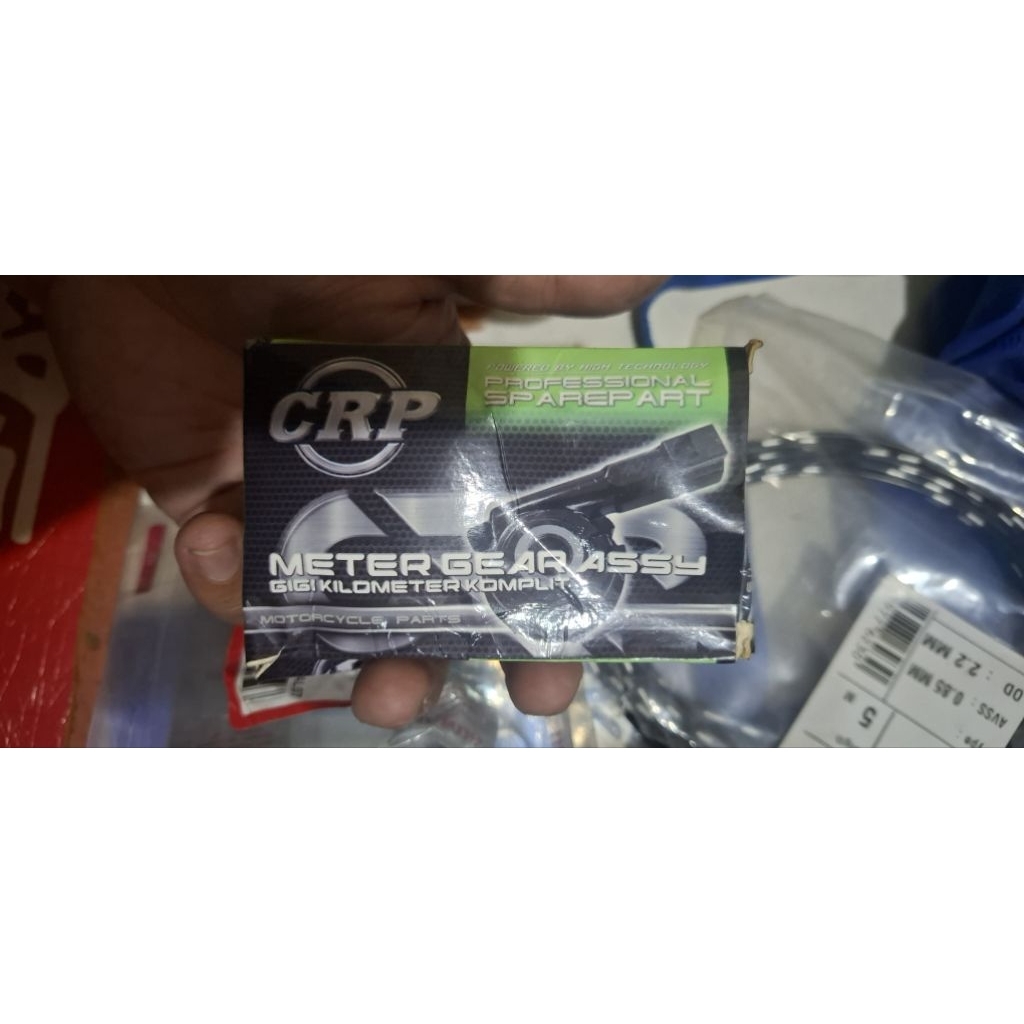 CRP
POWERED BY HIGH TECHNOLOGY
PROFESSIONAL
SPAREPART
METER GEAR ASSY
GIGI KILOMETER KOMPLIT
MOTORCYCLE PARTS
OD : 2.2 MM
AVSS : 0.85 MM
5 M